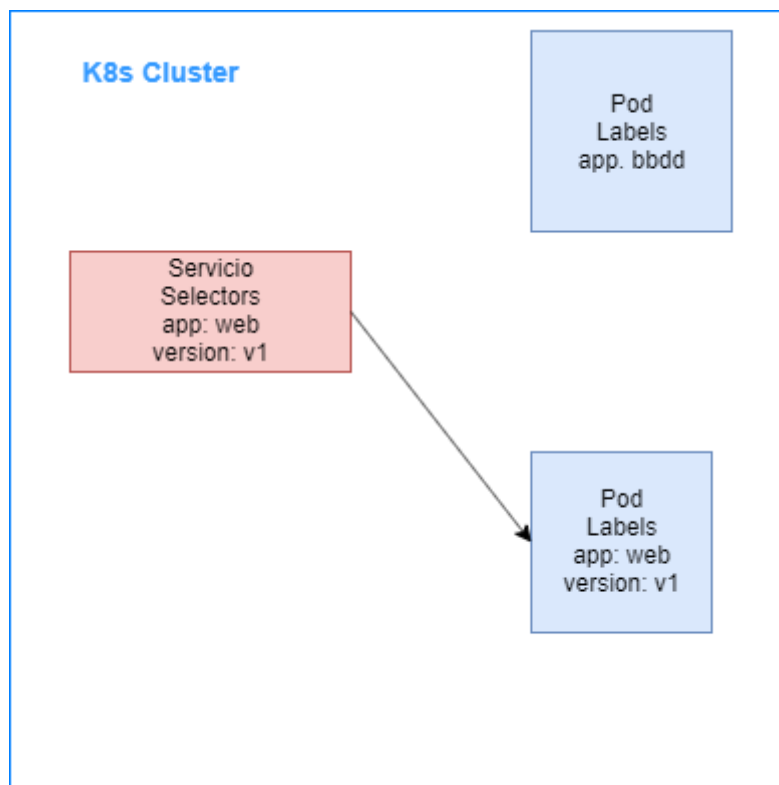 K8s Cluster
Pod
Labels
app. bbdd
Servicio
Selectors
app: web
version: v1
Pod
Labels
app: web
version: v1